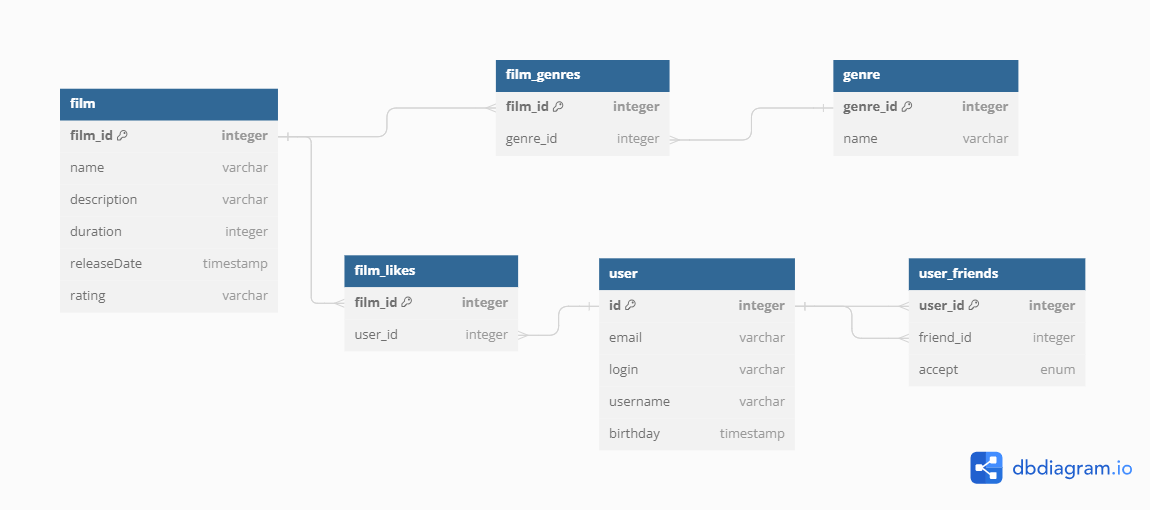 film
film_id integer
name varchar
description varchar
duration integer
releaseDate timestamp
rating varchar
film_genres
film_id integer
genre_id integer
genre
genre_id integer
name varchar
film_likes
film_id integer
user_id integer
user
id integer
email varchar
login varchar
username varchar
birthday timestamp
user_friends
user_id integer
friend_id integer
accept enum
dbdiagram.io